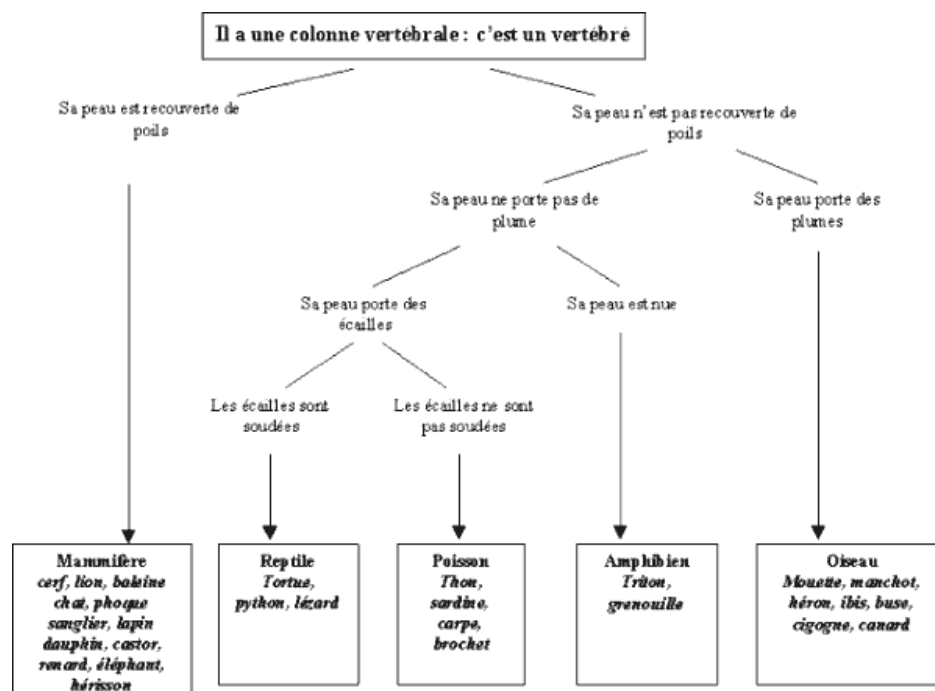 Il a une colonne vertébrale : c'est un vertébré
Sa peau est recouverte de
poils
Sa peau n'est pas recouverte de
poils
Sa peau ne porte pas de
plume
Sa peau porte des
plumes
Sa peau porte des
écailles
Sa peau est nue
Les écailles sont
soudées
Les écailles ne sont
pas soudées
Mammifère
cerf, lion, baleine
chat, phoque
sanglier, lapin
dauphin, castor,
renard, éléphant,
hérisson
Reptile
Tortue,
python, lézard
Poisson
Thon,
sardine,
carpe,
brochet
Amphibien
Triton,
grenouille
Oiseau
Mouette, manchot,
héron, ibis, buse,
cigogne, canard